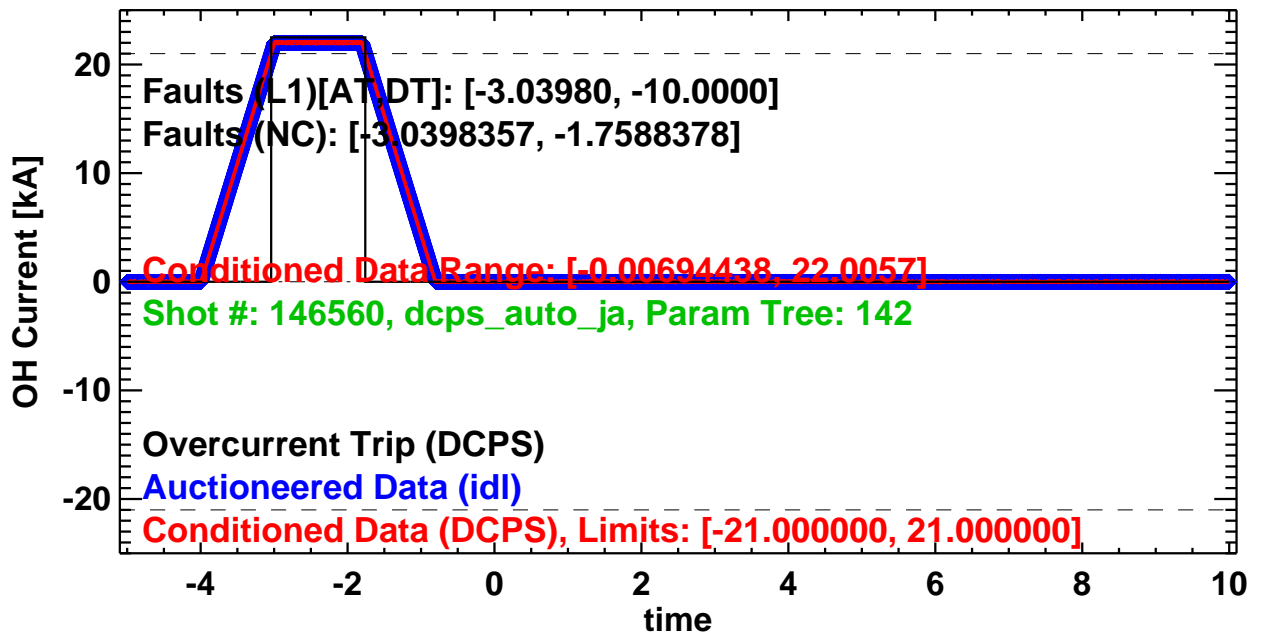 20
Faults (L1)[AT,DT]: [-3.03980, -10.0000]
Faults (NC): [-3.0398357, -1.7588378]
10
OH Current [kA]
0
Conditioned Data Range: [-0.00694438, 22.0057]
Shot #: 146560, dcps_auto_ja, Param Tree: 142
-10
Overcurrent Trip (DCPS)
Auctioneered Data (idl)
-20
Conditioned Data (DCPS), Limits: [-21.000000, 21.000000]
-4 -2 0 2 4 6 8 10
time